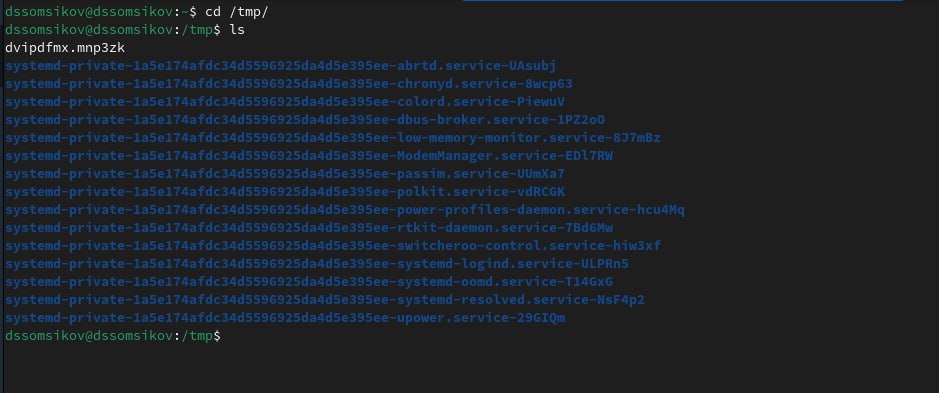 dssomsikov@dssomsikov:~$ cd /tmp/
dssomsikov@dssomsikov:/tmp$ ls
dvipdfmx.mnp3zk
systemd-private-1a5e174afdc34d5596925da4d5e395ee-abrtd.service-UAsubj
systemd-private-1a5e174afdc34d5596925da4d5e395ee-chronyd.service-8wcp63
systemd-private-1a5e174afdc34d5596925da4d5e395ee-colord.service-PiewuV
systemd-private-1a5e174afdc34d5596925da4d5e395ee-dbus-broker.service-1PZ2oO
systemd-private-1a5e174afdc34d5596925da4d5e395ee-low-memory-monitor.service-8J7mBz
systemd-private-1a5e174afdc34d5596925da4d5e395ee-ModemManager.service-EDl7RW
systemd-private-1a5e174afdc34d5596925da4d5e395ee-passim.service-UUmXa7
systemd-private-1a5e174afdc34d5596925da4d5e395ee-polkit.service-vdRCGK
systemd-private-1a5e174afdc34d5596925da4d5e395ee-power-profiles-daemon.service-hcu4Mq
systemd-private-1a5e174afdc34d5596925da4d5e395ee-rtkit-daemon.service-7Bd6Mw
systemd-private-1a5e174afdc34d5596925da4d5e395ee-switcheroo-control.service-hiw3xf
systemd-private-1a5e174afdc34d5596925da4d5e395ee-systemd-logind.service-ULPRn5
systemd-private-1a5e174afdc34d5596925da4d5e395ee-systemd-oomd.service-T14GxG
systemd-private-1a5e174afdc34d5596925da4d5e395ee-systemd-resolved.service-NsF4p2
systemd-private-1a5e174afdc34d5596925da4d5e395ee-upower.service-29GIQm
dssomsikov@dssomsikov:/tmp$